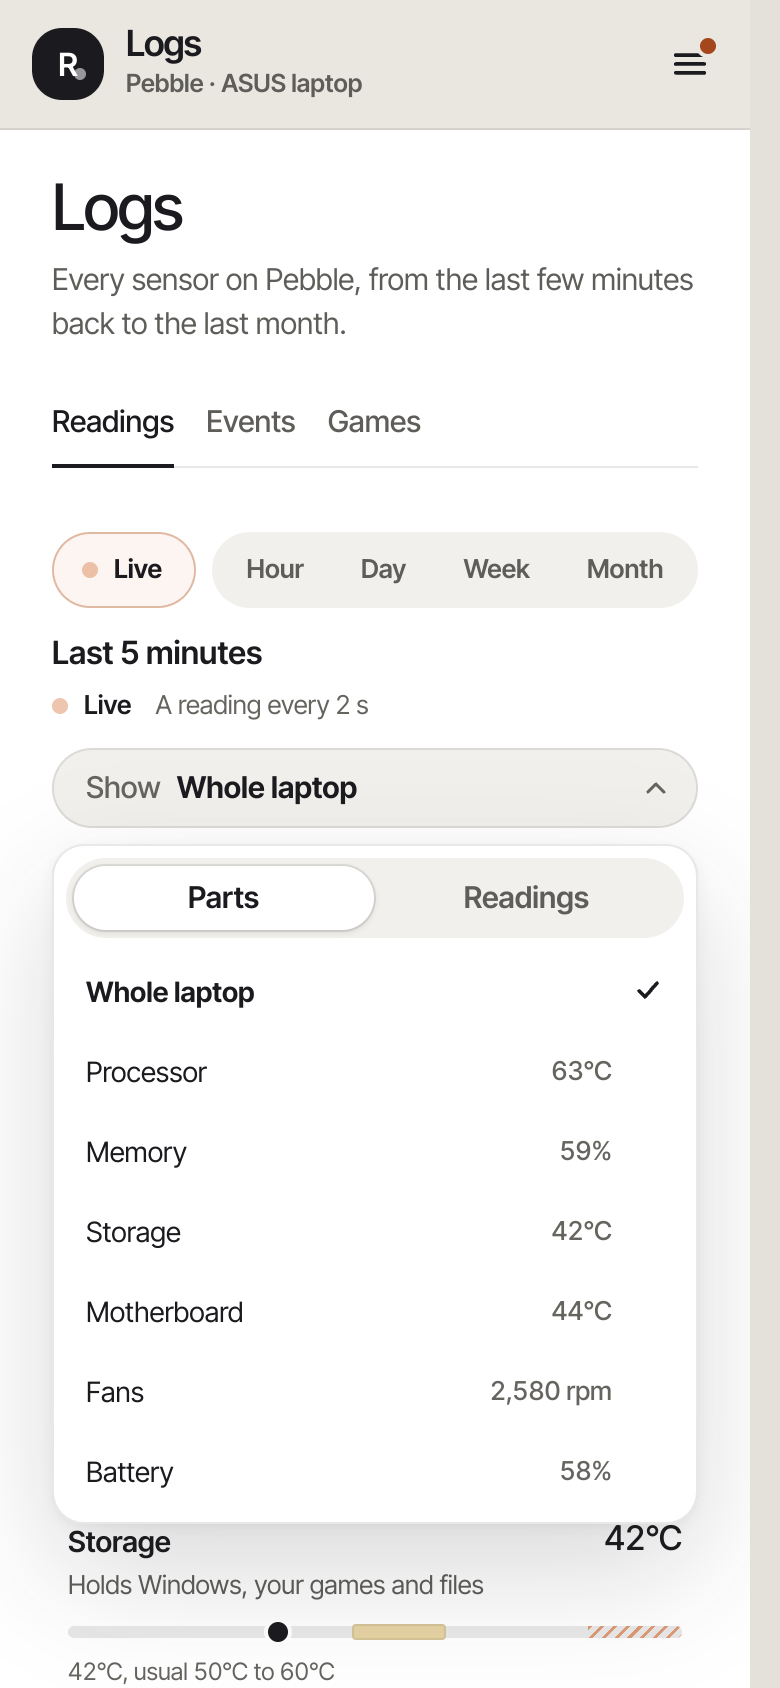 R
Logs
Pebble · ASUS laptop
Logs
Every sensor on Pebble, from the last few minutes
back to the last month.
Readings Events Games
Live Hour Day Week Month
Last 5 minutes
Live A reading every 2 s
Show Whole laptop
Parts Readings
Whole laptop
Processor 63°C
Memory 59%
Storage 42°C
Motherboard 44°C
Fans 2,580 rpm
Battery 58%
Storage 42°C
Holds Windows, your games and files
42°C, usual 50°C to 60°C